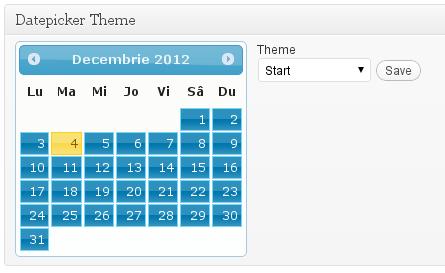 Datepicker Theme
Decembrie 2012
Theme
Start
Save
Lu Ma Mi Jo Vi Sâ Du
1 2
3 4 5 6 7 8 9
10 11 12 13 14 15 16
17 18 19 20 21 22 23
24 25 26 27 28 29 30
31